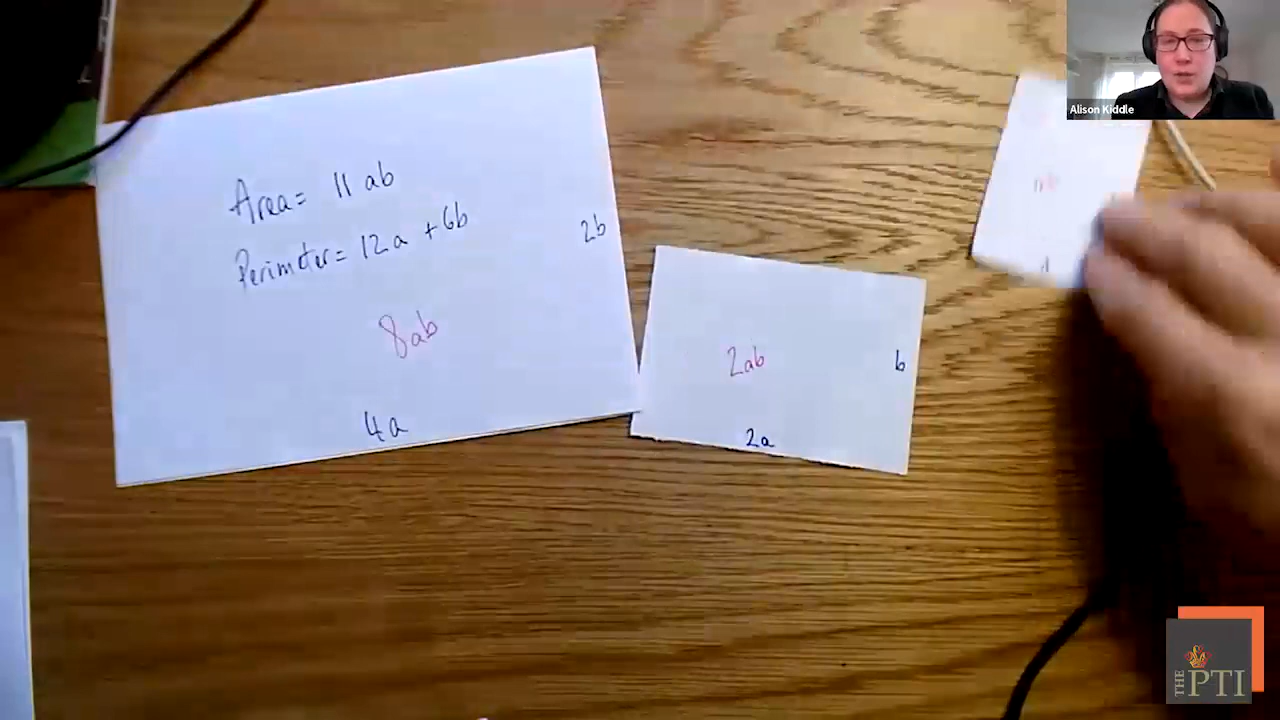 Area = 11 ab
Perimeter = 12a + 6b
2b
8ab
4a
2ab
b
2a
Alison Kiddle
THE PTI